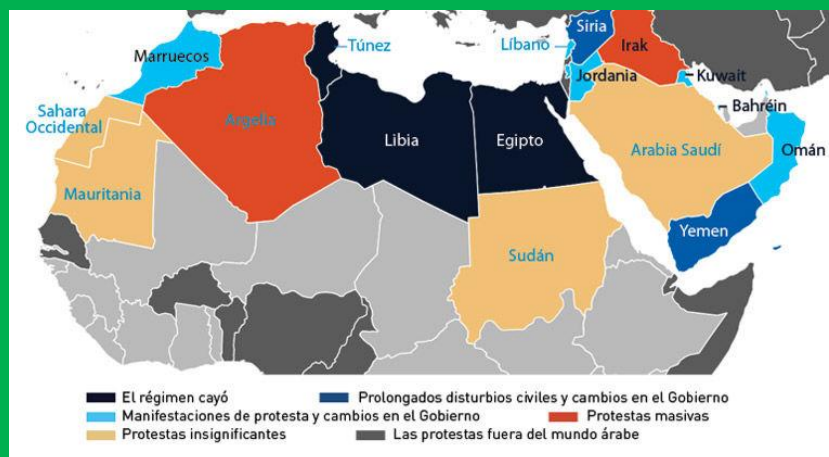 Siria
Marruecos
Túnez
Líbano
Irak
Jordania
Kuwait
Sahara
Occidental
Argelia
Libia
Egipto
Bahréin
Arabia Saudí
Omán
Mauritania
Sudán
Yemen
El régimen cayó
Prolongados disturbios civiles y cambios en el Gobierno
Manifestaciones de protesta y cambios en el Gobierno
Protestas masivas
Protestas insignificantes
Las protestas fuera del mundo árabe